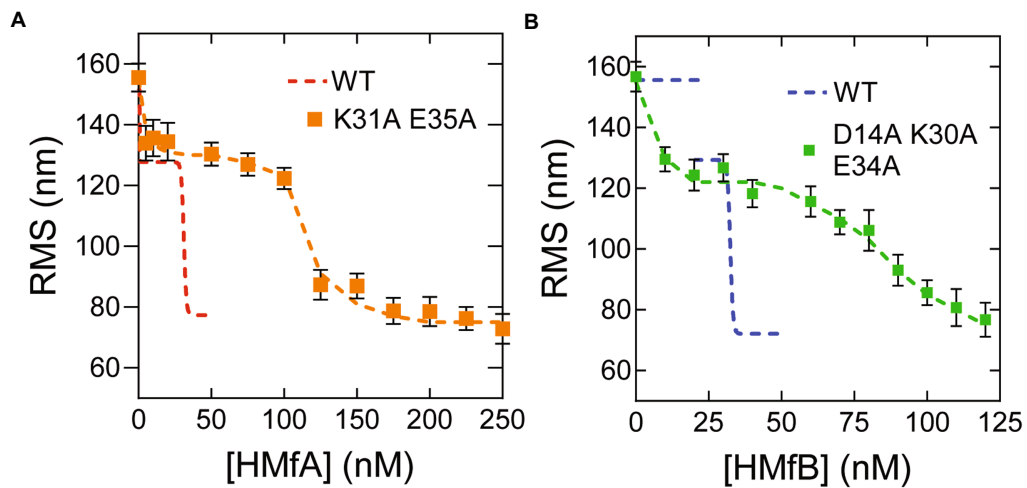 A
160
140
120
100
80
60
RMS (nm)
0
50
100
150
200
250
[HMfA] (nM)
WT
K31A E35A
B
160
140
120
100
80
60
RMS (nm)
0
25
50
75
100
125
[HMfB] (nM)
WT
D14A K30A
E34A